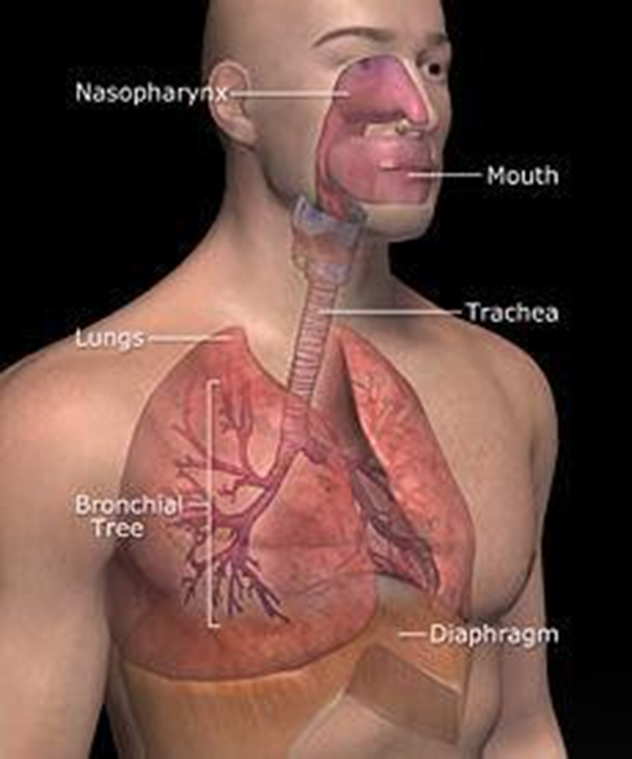 Nasopharynx
Mouth
Trachea
Lungs
Bronchial
Tree
Diaphragm